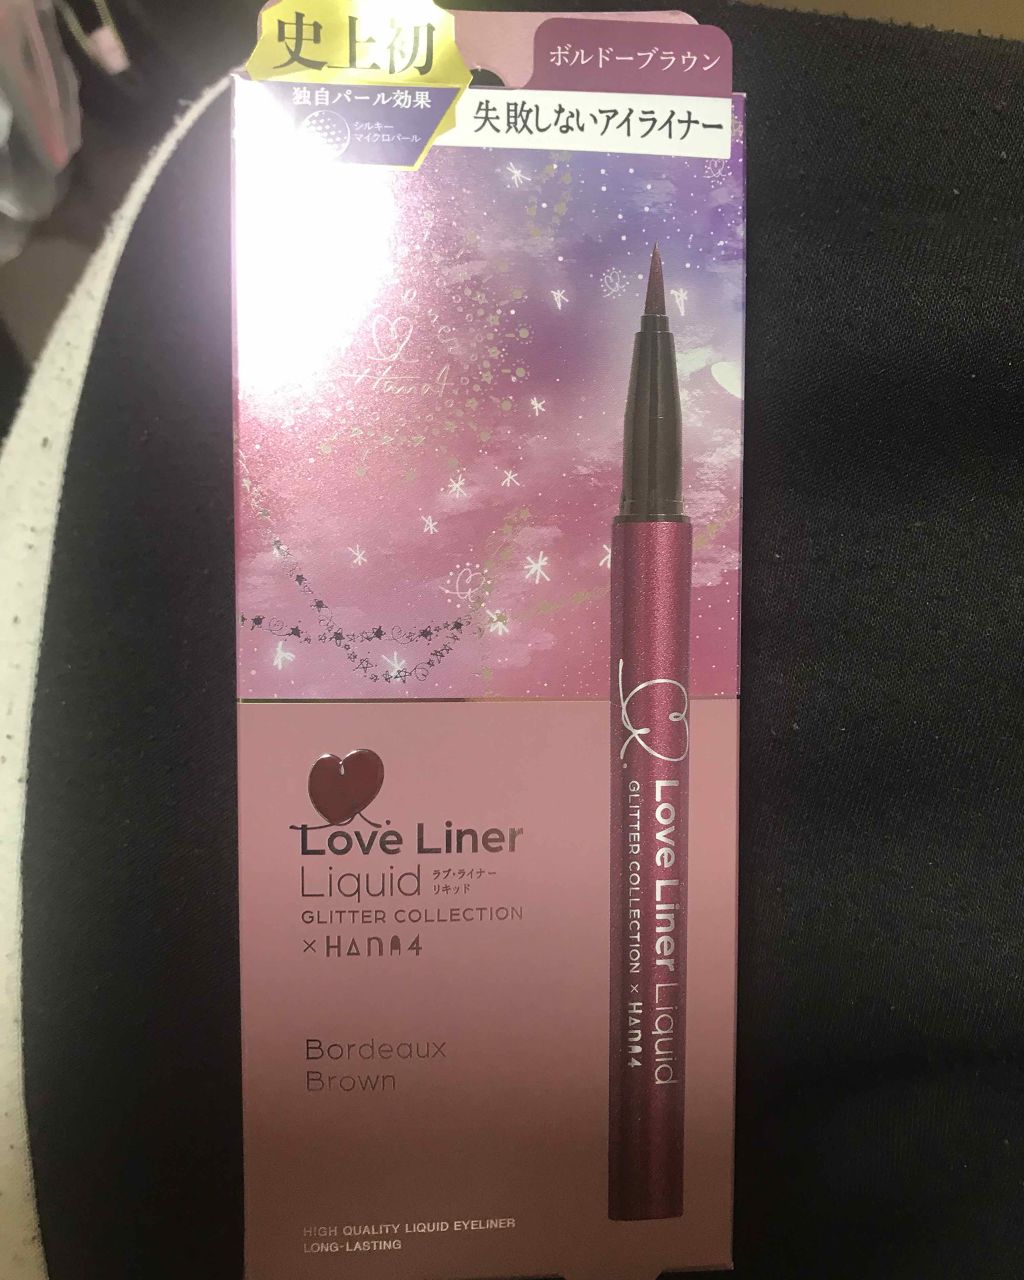 史上初
独自パール効果
シルキー
マイクロパール
ボルドーブラウン
失敗しないアイライナー
Hana4
Love Liner
Liquid ラブ・ライナー
リキッド
GLITTER COLLECTION
× HANA4
Bordeaux
Brown
HIGH QUALITY LIQUID EYELINER
LONG-LASTING
Love Liner Liquid
GLITTER COLLECTION × HANA4